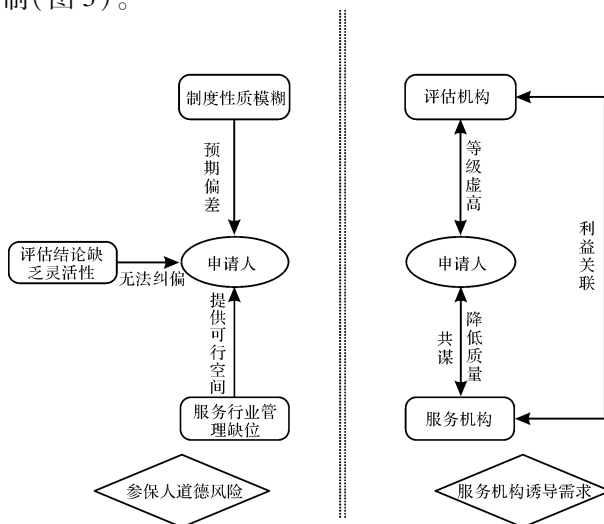 制(图3)。
制度性质模糊
预期偏差
评估结论缺
乏灵活性
无法纠偏
申请人
提供可行空间
服务行业管
理缺位
参保人道德风险
评估机构
等级虚高
申请人
利益关联
共谋
降低质量
服务机构
服务机构诱导需求